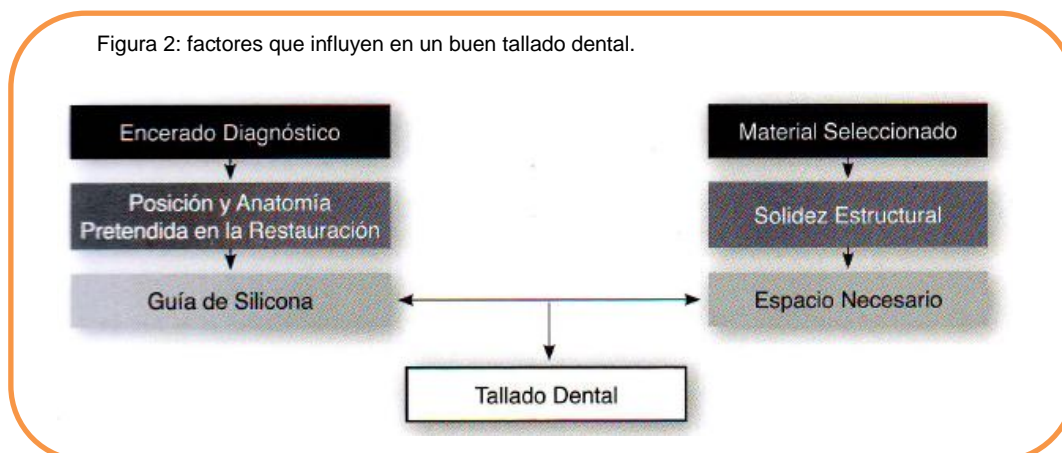 Figura 2: factores que influyen en un buen tallado dental.
Encerado Diagnóstico
Posición y Anatomía
Pretendida en la Restauración
Guía de Silicona
Material Seleccionado
Solidez Estructural
Espacio Necesario
Tallado Dental